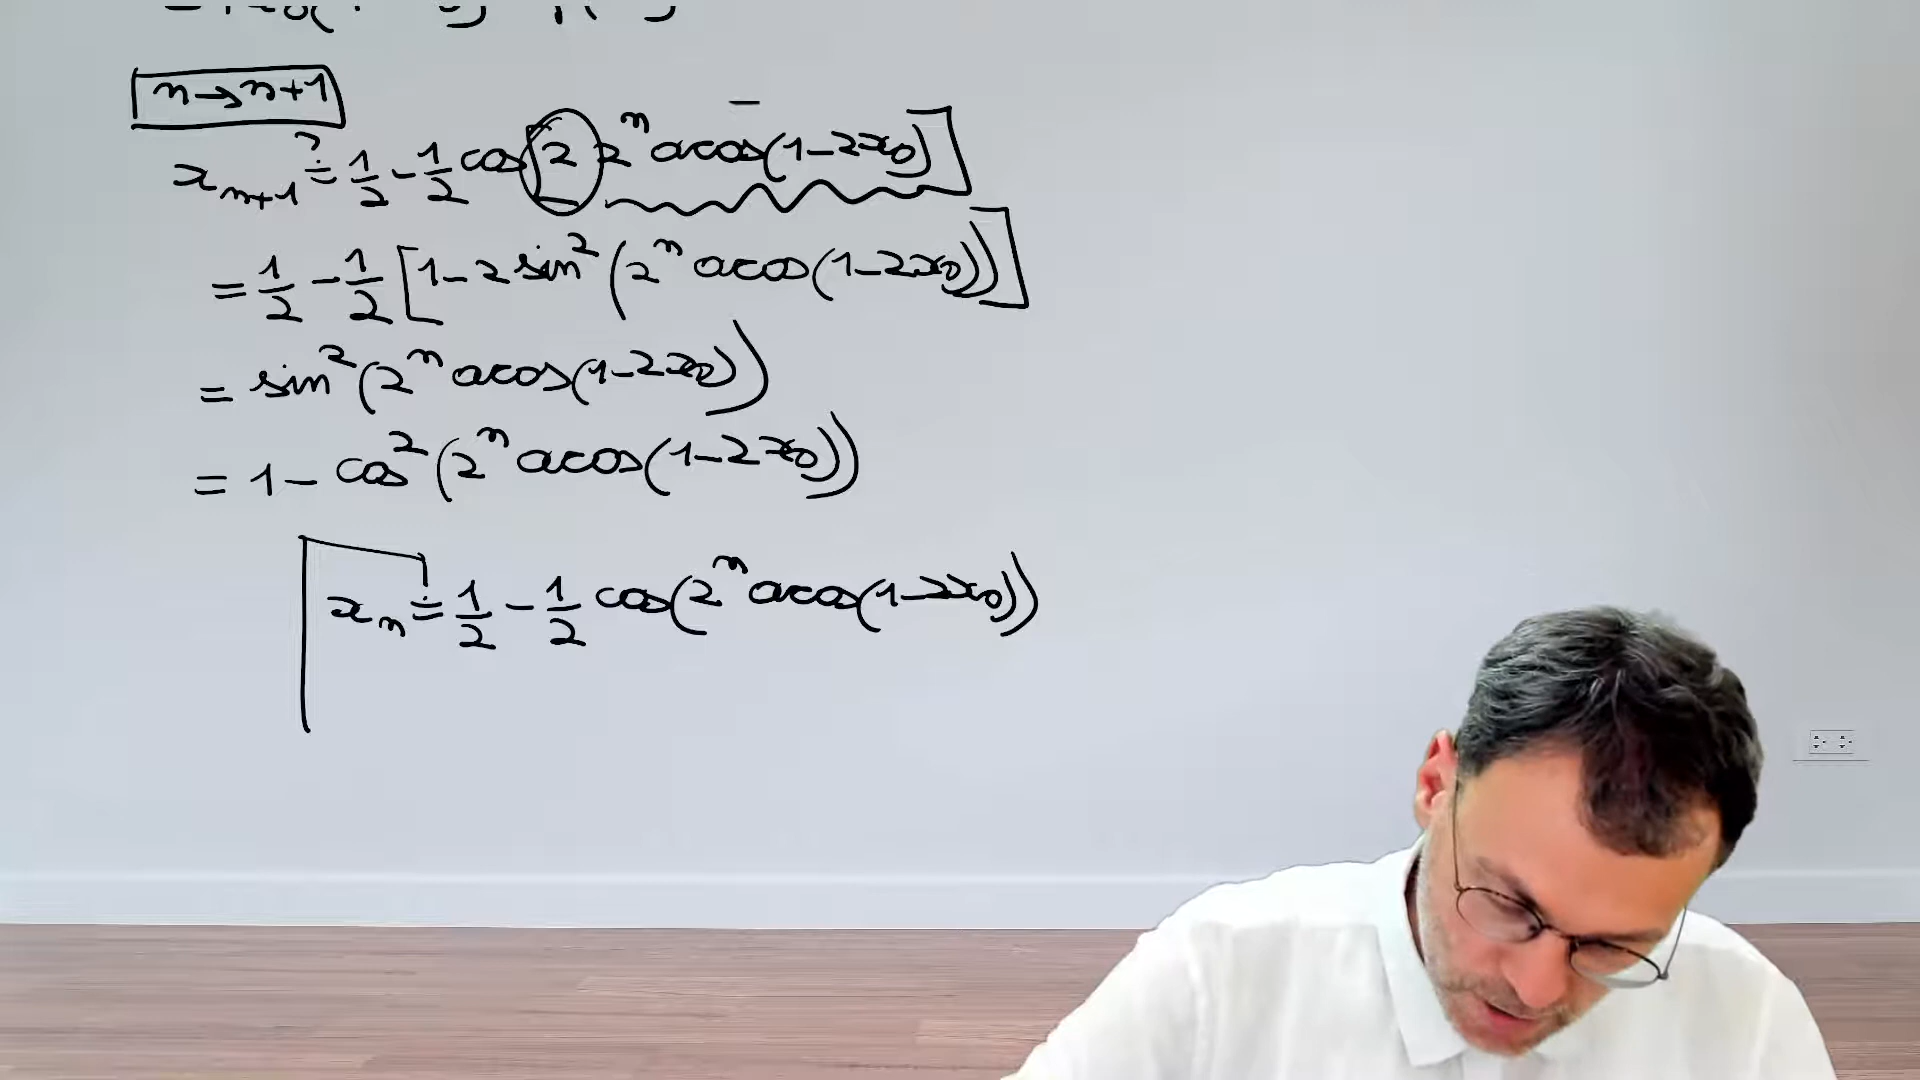 n→n+1
x_{n+1} ≟ 1/2 - 1/2 cos[2 2^n acos(1-2x_0)]
= 1/2 - 1/2 [1-2 sin^2 (2^n acos(1-2x_0))]
= sin^2 (2^n acos(1-2x_0))
= 1 - cos^2 (2^n acos(1-2x_0))
x_n ≐ 1/2 - 1/2 cos(2^n acos(1-2x_0))